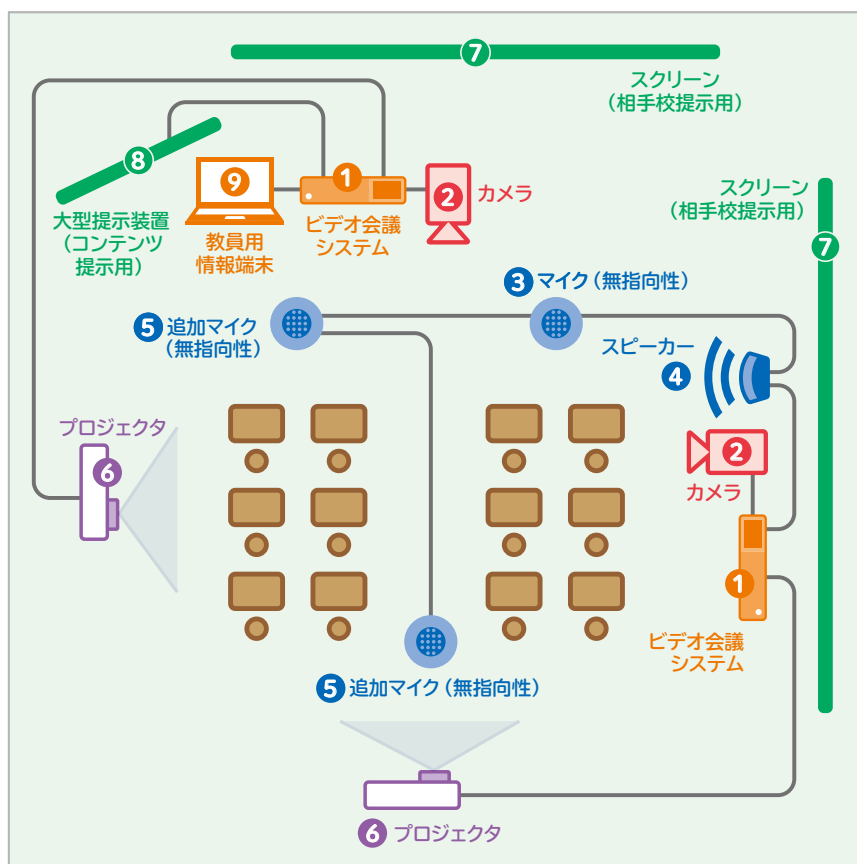 7
スクリーン
（相手校提示用）
8
大型提示装置
（コンテンツ
提示用）
9
教員用
情報端末
1
ビデオ会議
システム
2
カメラ
スクリーン
（相手校提示用）
7
3 マイク（無指向性）
5 追加マイク
（無指向性）
スピーカー
4
プロジェクタ
6
2
カメラ
1
ビデオ会議
システム
5 追加マイク（無指向性）
6 プロジェクタ